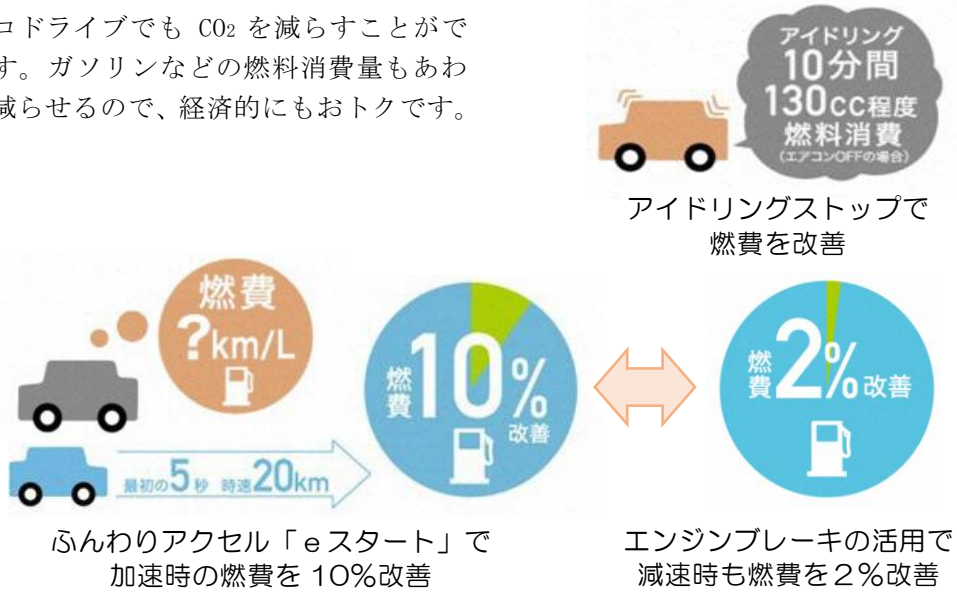 コドライブでも CO₂ を減らすことがで
す。ガソリンなどの燃料消費量もあわ
減らせるので、経済的にもおトクです。
アイドリング
10分間
130cc程度
燃料消費
(エアコンOFFの場合)
アイドリングストップで
燃費を改善
燃費
?km/L
最初の5秒 時速20km
燃費10%改善
燃費2%改善
ふんわりアクセル「eスタート」で
加速時の燃費を 10%改善
エンジンブレーキの活用で
減速時も燃費を2%改善